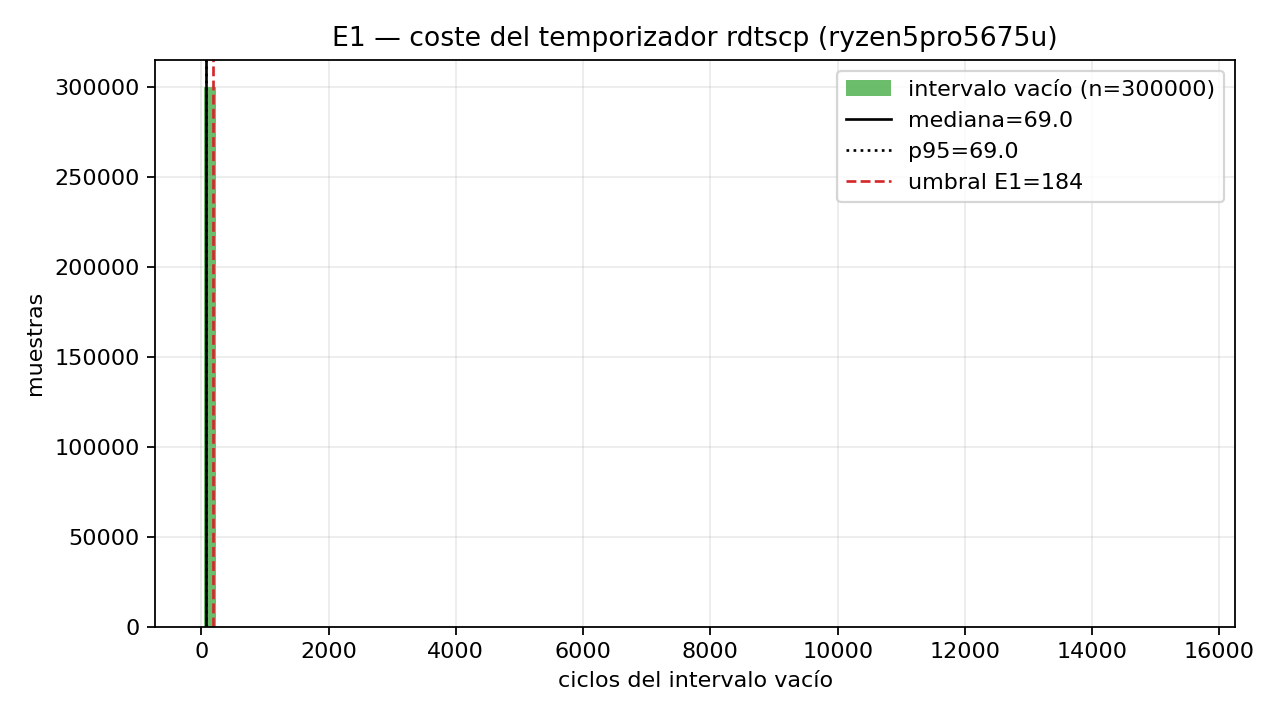 E1 — coste del temporizador rdtscp (ryzen5pro5675u)
intervalo vacío (n=300000)
mediana=69.0
p95=69.0
umbral E1=184
muestras
300000
250000
200000
150000
100000
50000
0
0 2000 4000 6000 8000 10000 12000 14000 16000
ciclos del intervalo vacío